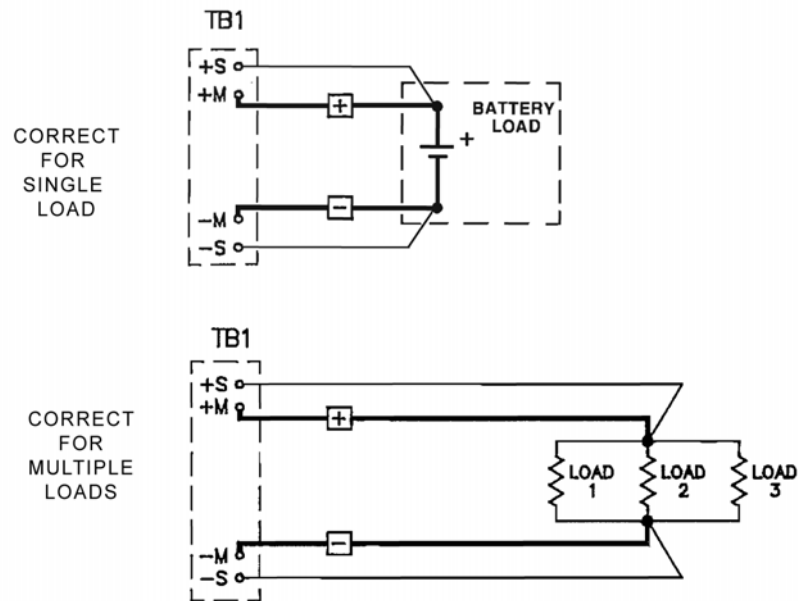 TB1
+S
+M
+
BATTERY
LOAD
+
CORRECT
FOR
SINGLE
LOAD
−
−M
−S
TB1
+S
+M
+
CORRECT
FOR
MULTIPLE
LOADS
LOAD
1
LOAD
2
LOAD
3
−
−M
−S